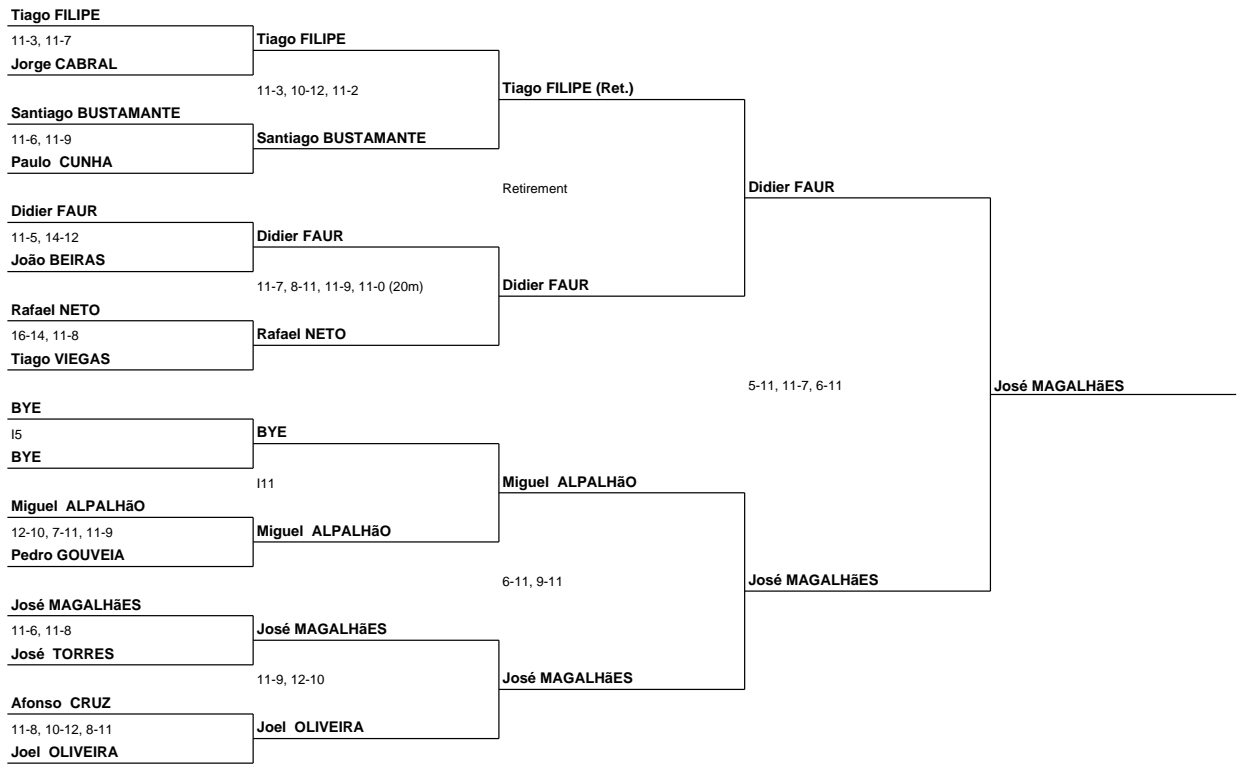 Tiago FILIPE
11-3, 11-7
Jorge CABRAL
Santiago BUSTAMANTE
11-6, 11-9
Paulo CUNHA
Didier FAUR
11-5, 14-12
João BEIRAS
Rafael NETO
16-14, 11-8
Tiago VIEGAS
BYE
I5
BYE
Miguel ALPALHãO
12-10, 7-11, 11-9
Pedro GOUVEIA
José MAGALHãES
11-6, 11-8
José TORRES
Afonso CRUZ
11-8, 10-12, 8-11
Joel OLIVEIRA
Tiago FILIPE
11-3, 10-12, 11-2
Santiago BUSTAMANTE
Didier FAUR
11-7, 8-11, 11-9, 11-0 (20m)
Rafael NETO
BYE
I11
Miguel ALPALHãO
José MAGALHãES
11-9, 12-10
Joel OLIVEIRA
Tiago FILIPE (Ret.)
Retirement
Didier FAUR
Miguel ALPALHãO
6-11, 9-11
José MAGALHãES
Didier FAUR
5-11, 11-7, 6-11
José MAGALHãES
José MAGALHãES